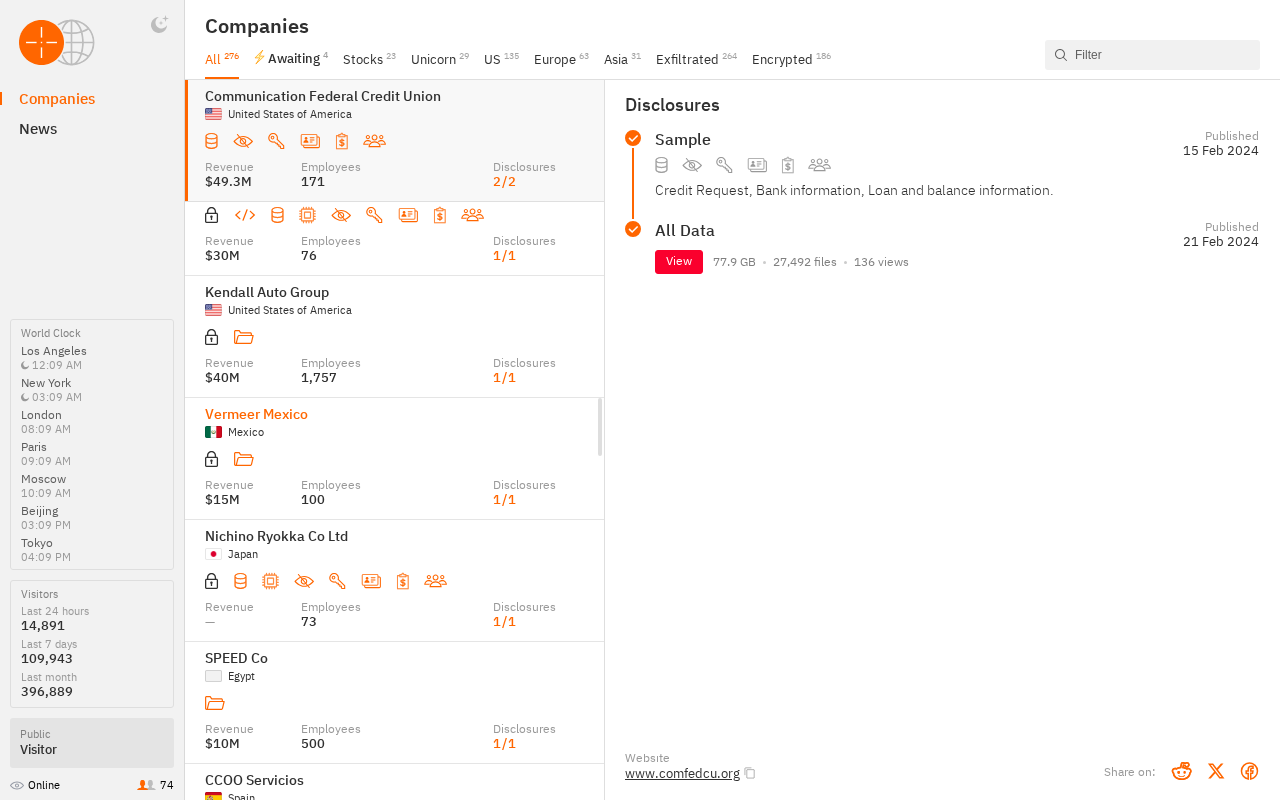 Companies
All 276
Awaiting 4
Stocks 23
Unicorn 29
US 135
Europe 63
Asia 31
Exfiltrated 264
Encrypted 186
Filter
Companies
News
World Clock
Los Angeles
12:09 AM
New York
03:09 AM
London
08:09 AM
Paris
09:09 AM
Moscow
10:09 AM
Beijing
03:09 PM
Tokyo
04:09 PM
Visitors
Last 24 hours
14,891
Last 7 days
109,943
Last month
396,889
Public
Visitor
Online
74
Communication Federal Credit Union
United States of America
Revenue Employees Disclosures
$49.3M 171 2/2
Revenue Employees Disclosures
$30M 76 1/1
Kendall Auto Group
United States of America
Revenue Employees Disclosures
$40M 1,757 1/1
Vermeer Mexico
Mexico
Revenue Employees Disclosures
$15M 100 1/1
Nichino Ryokka Co Ltd
Japan
Revenue Employees Disclosures
— 73 1/1
SPEED Co
Egypt
Revenue Employees Disclosures
$10M 500 1/1
CCOO Servicios
Spain
Disclosures
Sample
Published
15 Feb 2024
Credit Request, Bank information, Loan and balance information.
All Data
Published
21 Feb 2024
View 77.9 GB • 27,492 files • 136 views
Website
www.comfedcu.org
Share on: